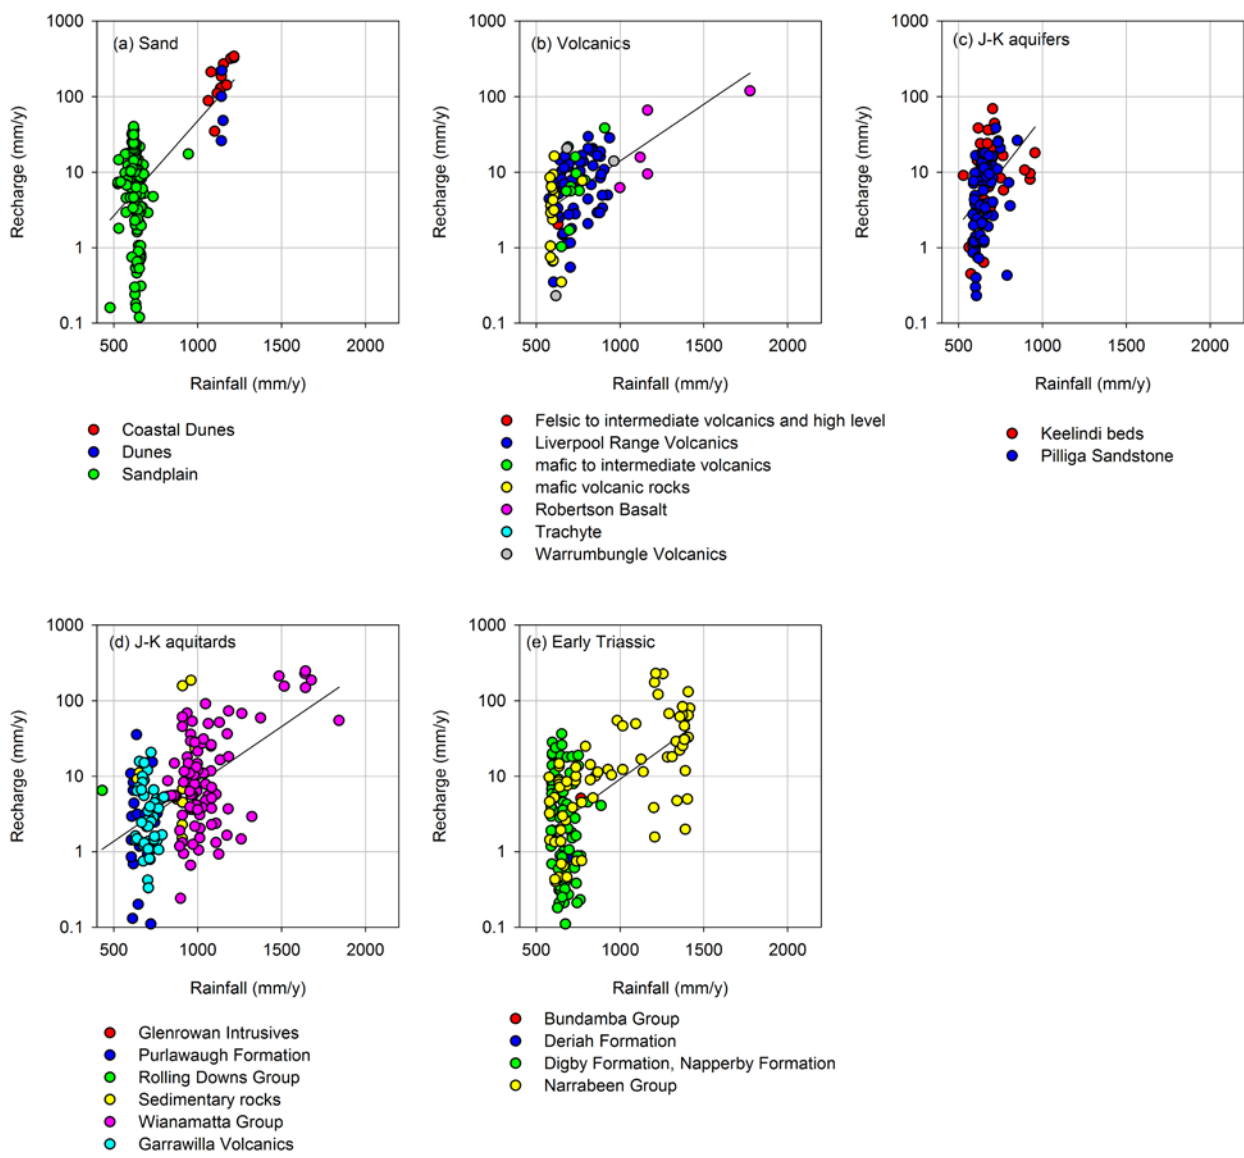 (a) Sand
1000
100
10
1
0.1
Recharge (mm/y)
500
1000
1500
2000
Rainfall (mm/y)
Coastal Dunes
Dunes
Sandplain
(b) Volcanics
1000
100
10
1
0.1
Recharge (mm/y)
500
1000
1500
2000
Rainfall (mm/y)
Felsic to intermediate volcanics and high level
Liverpool Range Volcanics
mafic to intermediate volcanics
mafic volcanic rocks
Robertson Basalt
Trachyte
Warrumbungle Volcanics
(c) J-K aquifers
1000
100
10
1
0.1
Recharge (mm/y)
500
1000
1500
2000
Rainfall (mm/y)
Keelindi beds
Pilliga Sandstone
(d) J-K aquitards
1000
100
10
1
0.1
Recharge (mm/y)
500
1000
1500
2000
Rainfall (mm/y)
Glenrowan Intrusives
Purlawaugh Formation
Rolling Downs Group
Sedimentary rocks
Wianamatta Group
Garrawilla Volcanics
(e) Early Triassic
1000
100
10
1
0.1
Recharge (mm/y)
500
1000
1500
2000
Rainfall (mm/y)
Bundamba Group
Deriah Formation
Digby Formation, Napperby Formation
Narrabeen Group